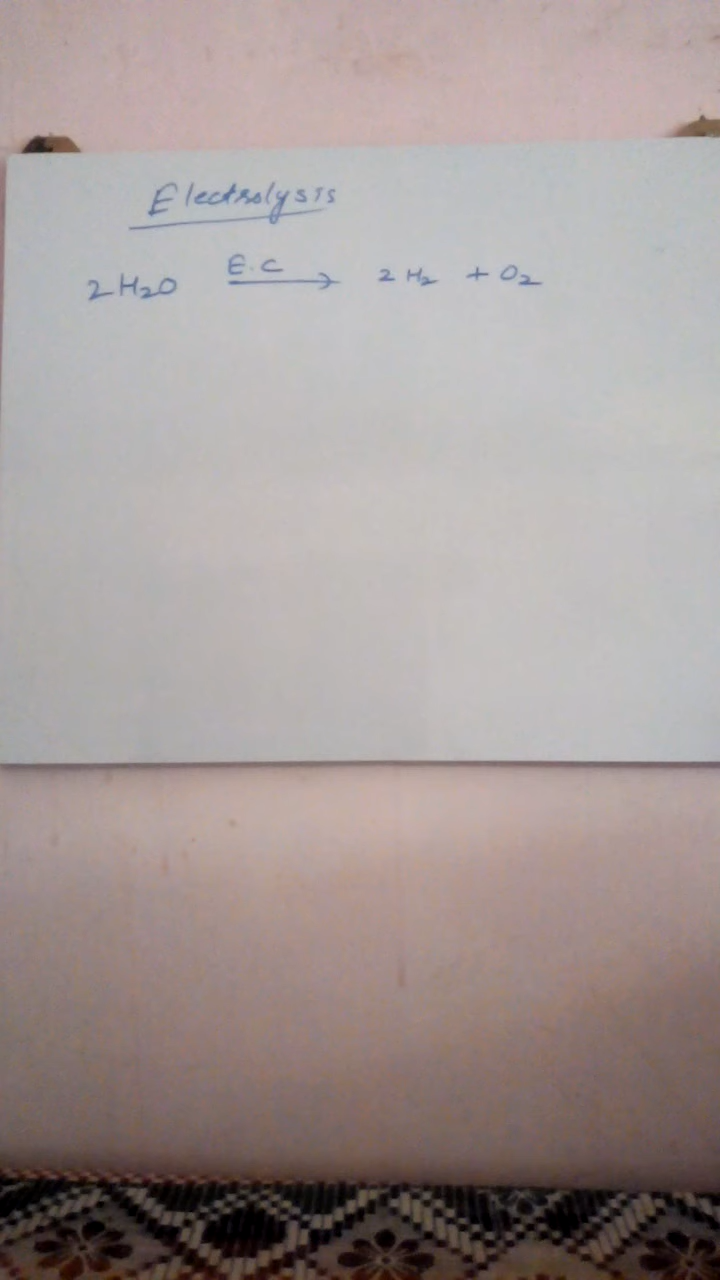 Electrolysis
2H₂O E.C → 2H₂ + O₂